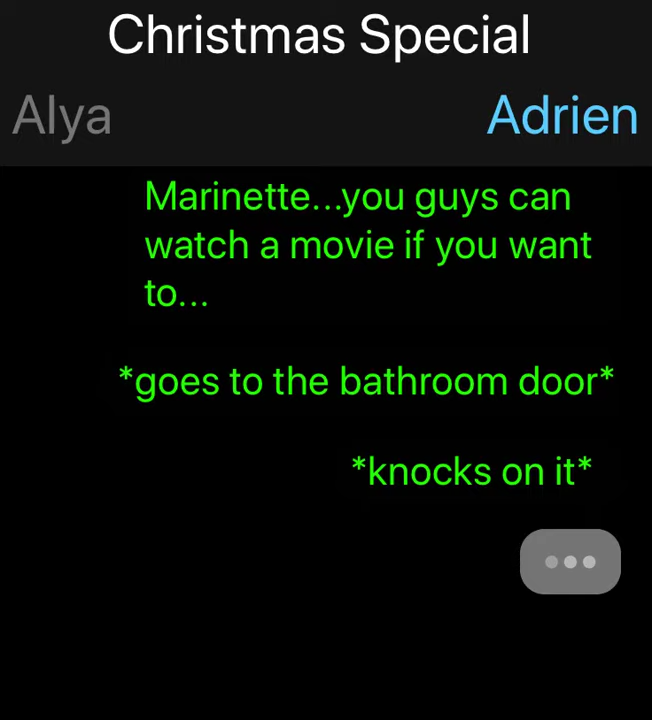 Christmas Special
Alya
Adrien
Marinette...you guys can
watch a movie if you want
to...
*goes to the bathroom door*
*knocks on it*